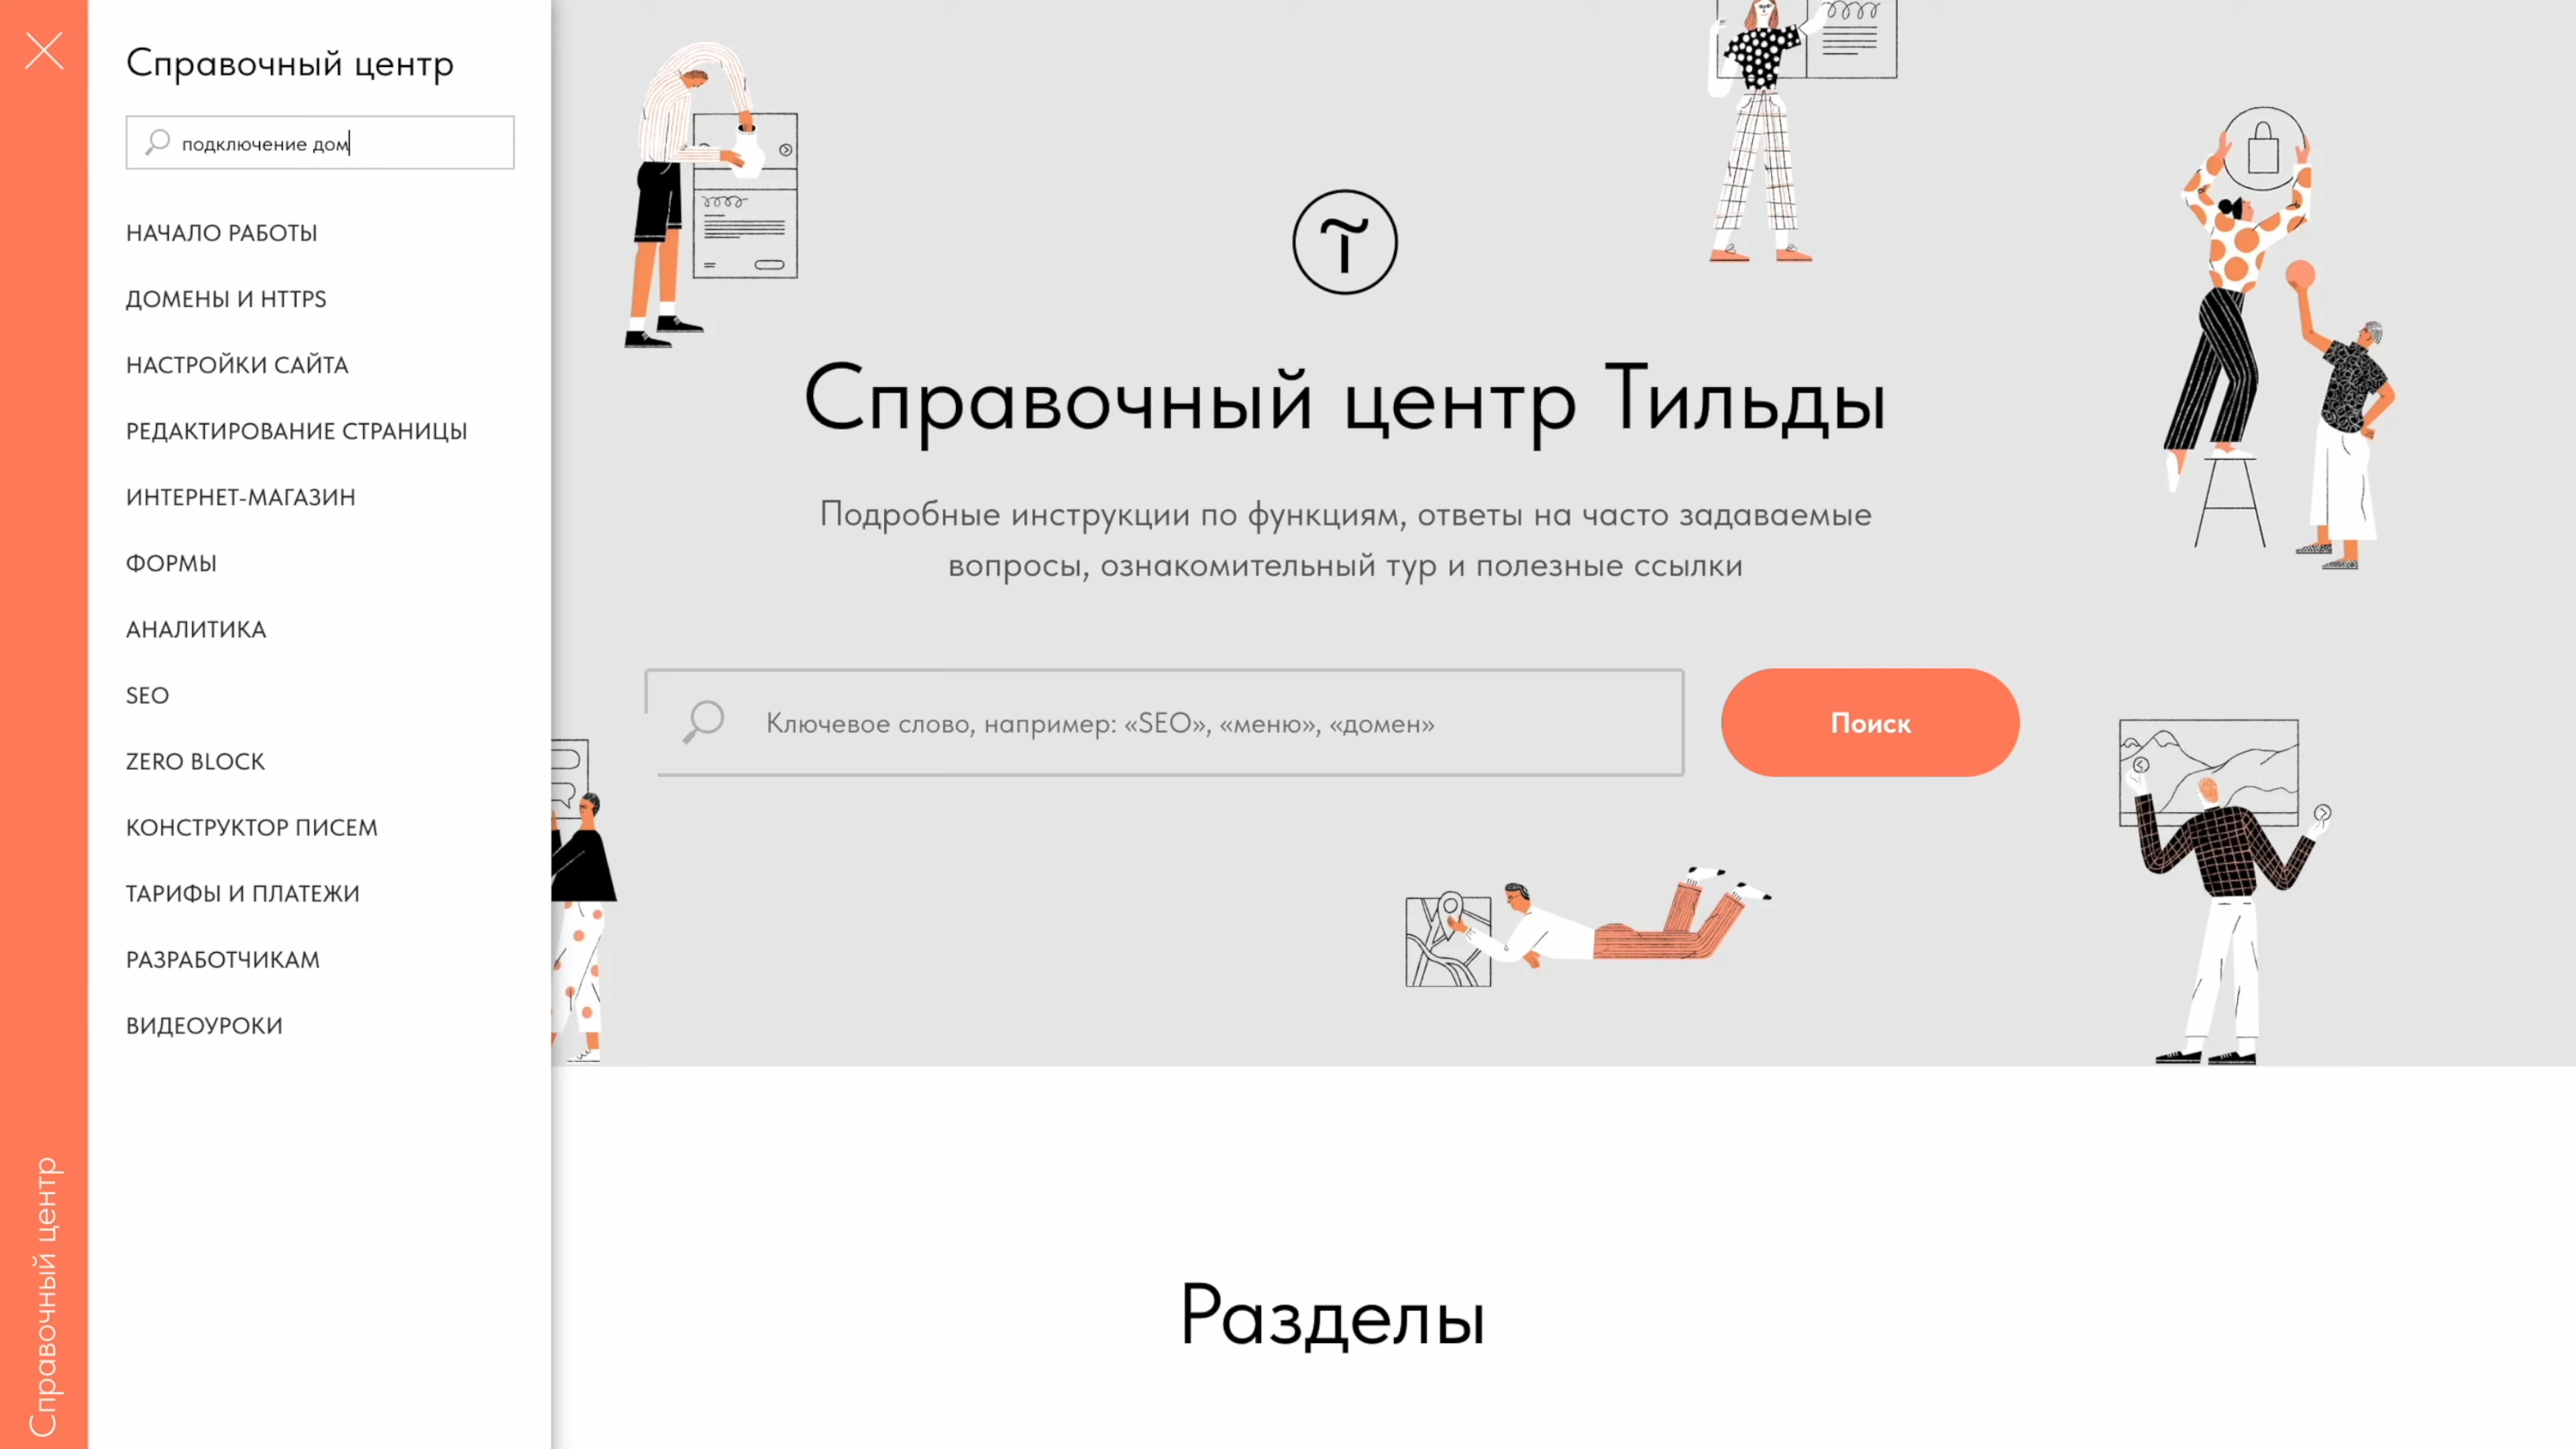 Справочный центр
подключение дом
НАЧАЛО РАБОТЫ
ДОМЕНЫ И HTTPS
НАСТРОЙКИ САЙТА
РЕДАКТИРОВАНИЕ СТРАНИЦЫ
ИНТЕРНЕТ-МАГАЗИН
ФОРМЫ
АНАЛИТИКА
SEO
ZERO BLOCK
КОНСТРУКТОР ПИСЕМ
ТАРИФЫ И ПЛАТЕЖИ
РАЗРАБОТЧИКАМ
ВИДЕОУРОКИ
Справочный центр
Справочный центр Тильды
Подробные инструкции по функциям, ответы на часто задаваемые
вопросы, ознакомительный тур и полезные ссылки
Ключевое слово, например: «SEO», «меню», «домен»
Поиск
Разделы